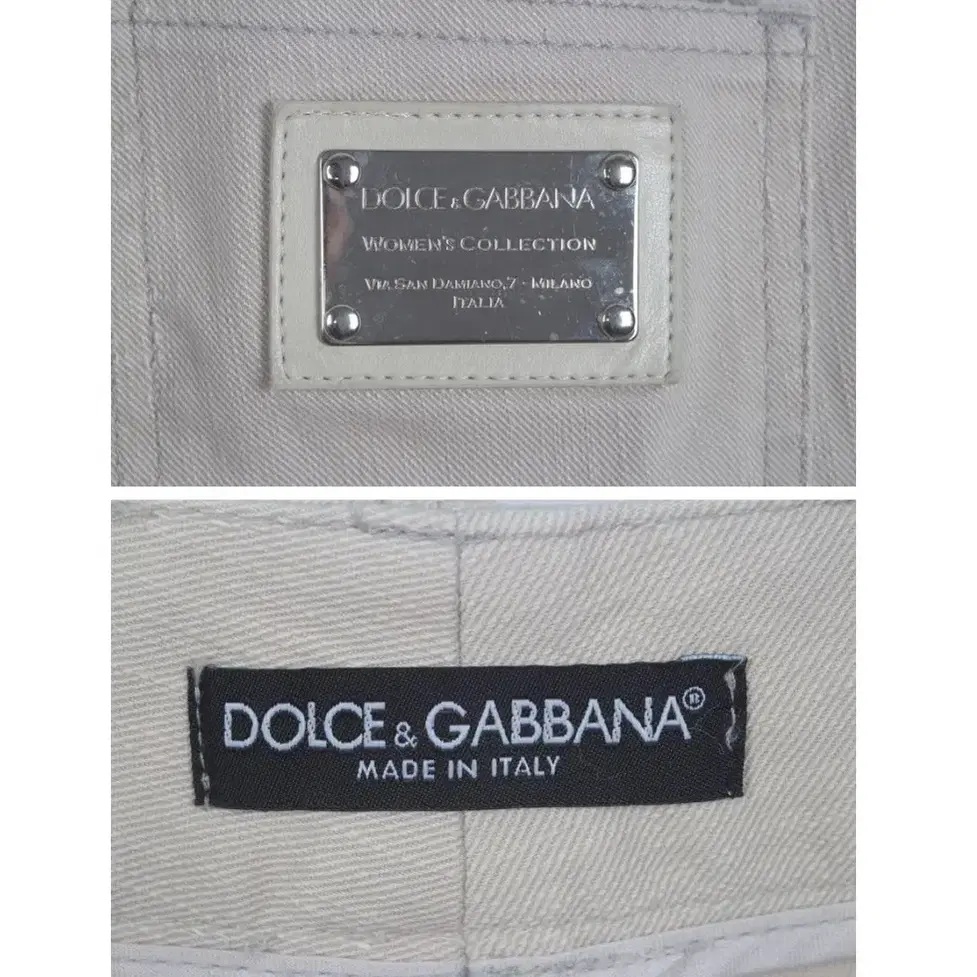 DOLCE & GABBANA
WOMEN'S COLLECTION
VIA SAN DAMIANO, 7 - MILANO
ITALIA
DOLCE & GABBANA®
MADE IN ITALY